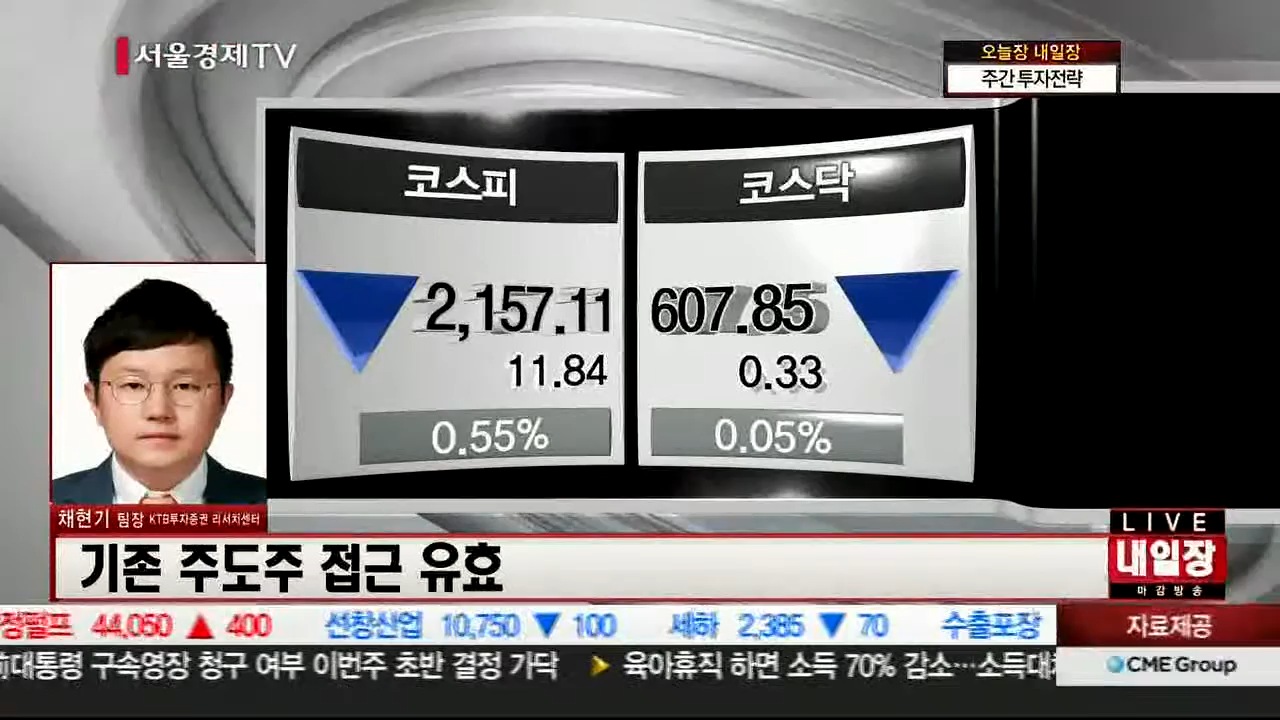 서울경제TV
오늘장 내일장
주간 투자전략
코스피
2,157.11
11.84
0.55%
코스닥
607.85
0.33
0.05%
채현기 팀장 KTB투자증권 리서치센터
기존 주도주 접근 유효
LIVE
내일장
마감방송
정펄프 44,050 ▲ 400 선창산업 10,750 ▼ 100 세하 2,385 ▼ 70 수출포장
자료제공
前대통령 구속영장 청구 여부 이번주 초반 결정 가닥 ▶ 육아휴직 하면 소득 70% 감소…소득대체
CME Group